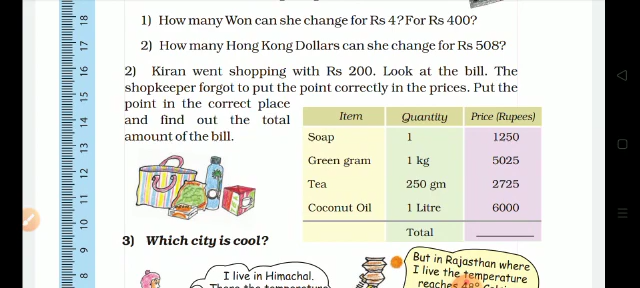 1) How many Won can she change for Rs 4?For Rs 400?
2) How many Hong Kong Dollars can she change for Rs 508?
2) Kiran went shopping with Rs 200. Look at the bill. The
shopkeeper forgot to put the point correctly in the prices. Put the
point in the correct place
and find out the total
amount of the bill.
Item Quantity Price (Rupees)
Soap 1 1250
Green gram 1 kg 5025
Tea 250 gm 2725
Coconut Oil 1 Litre 6000
Total
3) Which city is cool?
I live in Himachal.
There the temperature
But in Rajasthan where
I live the temperature
reaches 48°
18
17
16
15
14
13
12
11
10
9
8